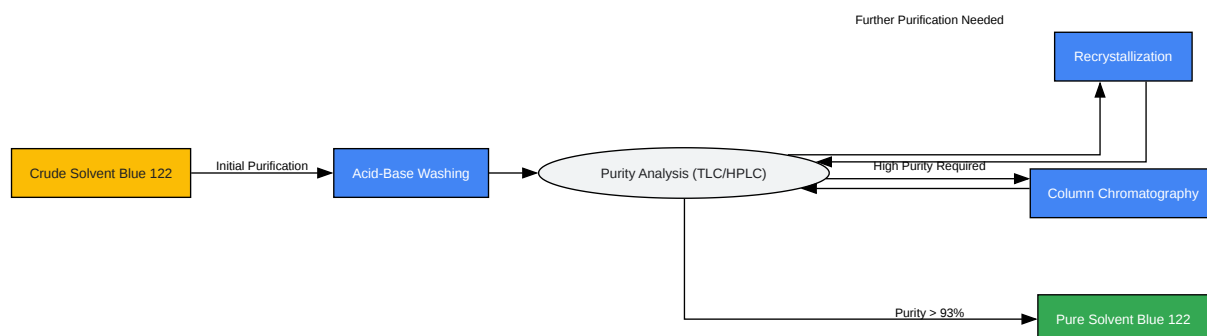 Further Purification Needed
Recrystallization
Crude Solvent Blue 122
Initial Purification
Acid-Base Washing
Purity Analysis (TLC/HPLC)
High Purity Required
Column Chromatography
Purity > 93%
Pure Solvent Blue 122